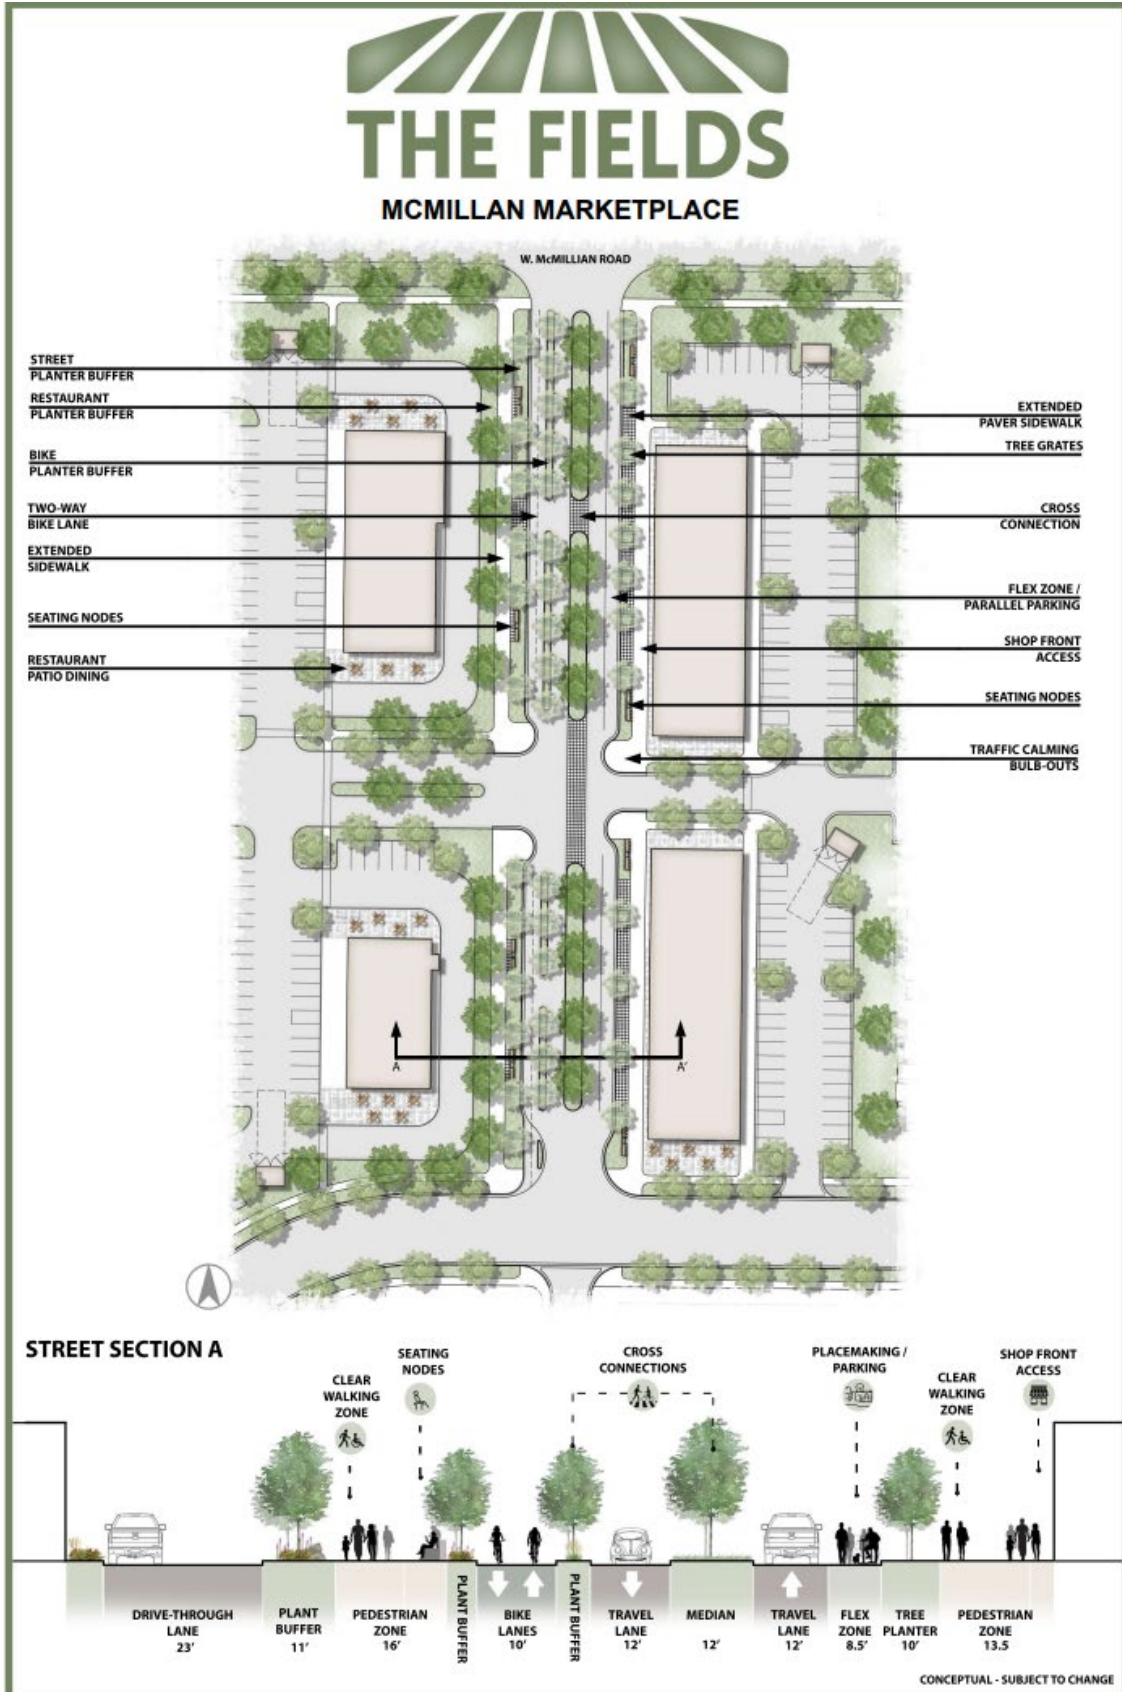 THE FIELDS
MCMILLAN MARKETPLACE
W. McMILLIAN ROAD
STREET
PLANTER BUFFER
RESTAURANT
PLANTER BUFFER
BIKE
PLANTER BUFFER
TWO-WAY
BIKE LANE
EXTENDED
SIDEWALK
SEATING NODES
RESTAURANT
PATIO DINING
EXTENDED
PAVER SIDEWALK
TREE GRATES
CROSS
CONNECTION
FLEX ZONE /
PARALLEL PARKING
SHOP FRONT
ACCESS
SEATING NODES
TRAFFIC CALMING
BULB-OUTS
A
A'
STREET SECTION A
CLEAR
WALKING
ZONE
SEATING
NODES
CROSS
CONNECTIONS
PLACEMAKING /
PARKING
CLEAR
WALKING
ZONE
SHOP FRONT
ACCESS
DRIVE-THROUGH
LANE
23'
PLANT
BUFFER
11'
PEDESTRIAN
ZONE
16'
PLANT BUFFER
BIKE
LANES
10'
PLANT BUFFER
TRAVEL
LANE
12'
MEDIAN
12'
TRAVEL
LANE
12'
FLEX
ZONE
8.5'
TREE
PLANTER
10'
PEDESTRIAN
ZONE
13.5
CONCEPTUAL - SUBJECT TO CHANGE